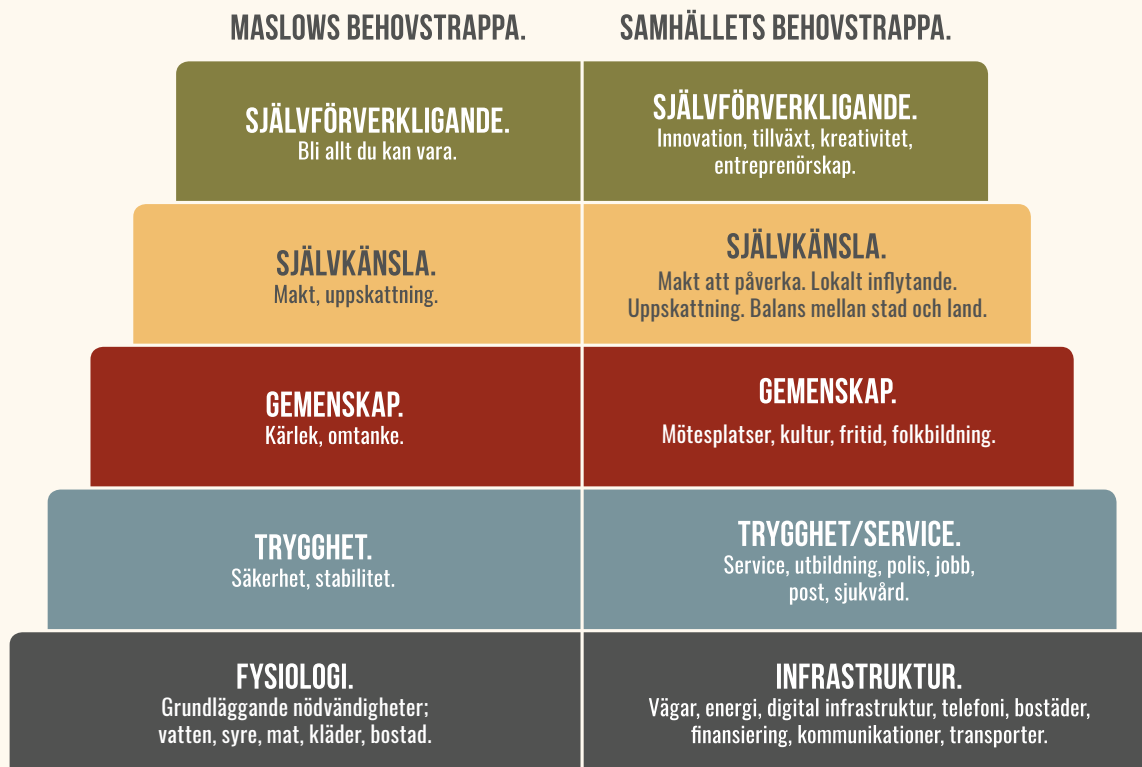 MASLOWS BEHOVSTRAPPA.
SAMHÄLLETS BEHOVSTRAPPA.
SJÄLVFÖRVERKLIGANDE.
Bli allt du kan vara.
SJÄLVFÖRVERKLIGANDE.
Innovation, tillväxt, kreativitet,
entreprenörskap.
SJÄLVKÄNSLA.
Makt, uppskattning.
SJÄLVKÄNSLA.
Makt att påverka. Lokalt inflytande.
Uppskattning. Balans mellan stad och land.
GEMENSKAP.
Kärlek, omtanke.
GEMENSKAP.
Mötesplatser, kultur, fritid, folkbildning.
TRYGGHET.
Säkerhet, stabilitet.
TRYGGHET/SERVICE.
Service, utbildning, polis, jobb,
post, sjukvård.
FYSIOLOGI.
Grundläggande nödvändigheter;
vatten, syre, mat, kläder, bostad.
INFRASTRUKTUR.
Vägar, energi, digital infrastruktur, telefoni, bostäder,
finansiering, kommunikationer, transporter.